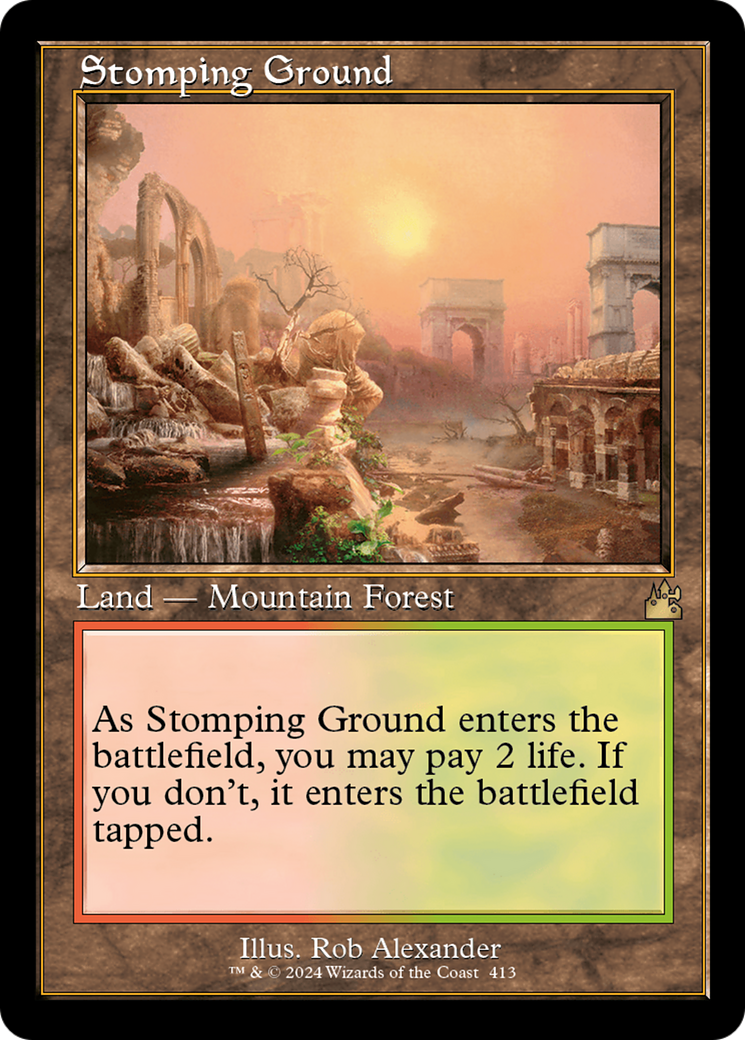 Stomping Ground
Land — Mountain Forest
As Stomping Ground enters the
battlefield, you may pay 2 life. If
you don't, it enters the battlefield
tapped.
Illus. Rob Alexander
™ & © 2024 Wizards of the Coast 413